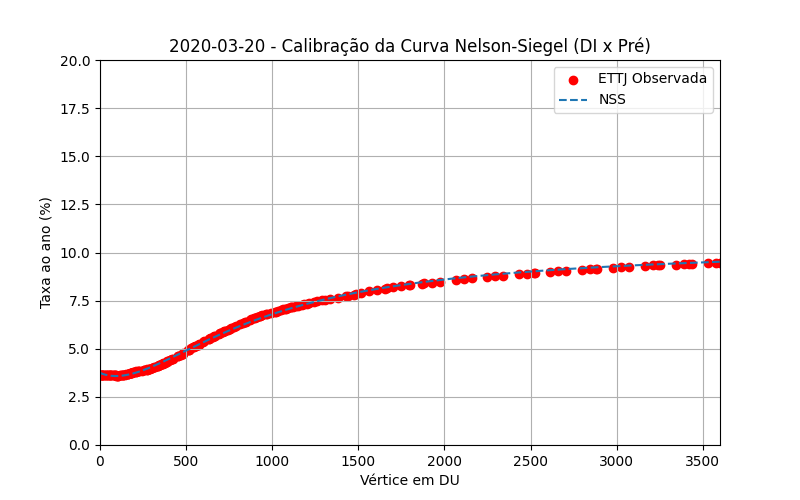 2020-03-20 - Calibração da Curva Nelson-Siegel (DI x Pré)
ETTJ Observada
NSS
Taxa ao ano (%)
20.0
17.5
15.0
12.5
10.0
7.5
5.0
2.5
0.0
0 500 1000 1500 2000 2500 3000 3500
Vértice em DU